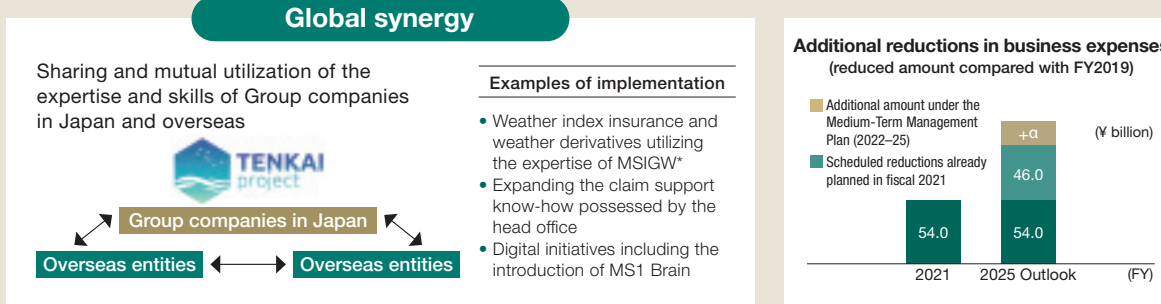 Global synergy
Sharing and mutual utilization of the
expertise and skills of Group companies
in Japan and overseas
TENKAI
project
Group companies in Japan
Overseas entities
Overseas entities
Examples of implementation
• Weather index insurance and
weather derivatives utilizing
the expertise of MSIGW*
• Expanding the claim support
know-how possessed by the
head office
• Digital initiatives including the
introduction of MS1 Brain
Additional reductions in business expenses
(reduced amount compared with FY2019)
Additional amount under the
Medium-Term Management
Plan (2022–25)
Scheduled reductions already
planned in fiscal 2021
(¥ billion)
+α
46.0
54.0
54.0
2021
2025 Outlook
(FY)